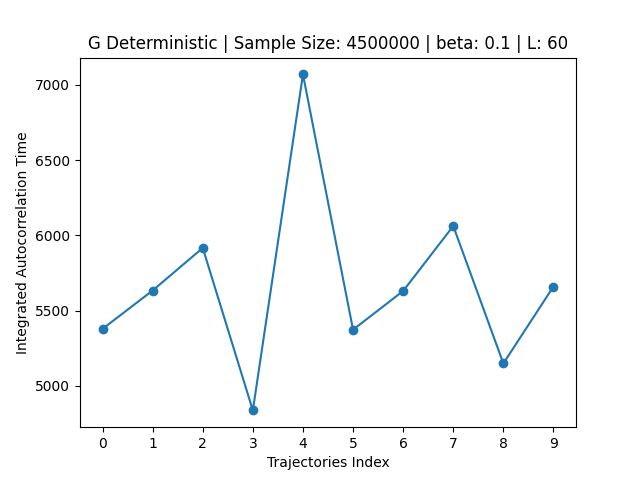 G Deterministic | Sample Size: 4500000 | beta: 0.1 | L: 60
Integrated Autocorrelation Time
7000
6500
6000
5500
5000
0 1 2 3 4 5 6 7 8 9
Trajectories Index